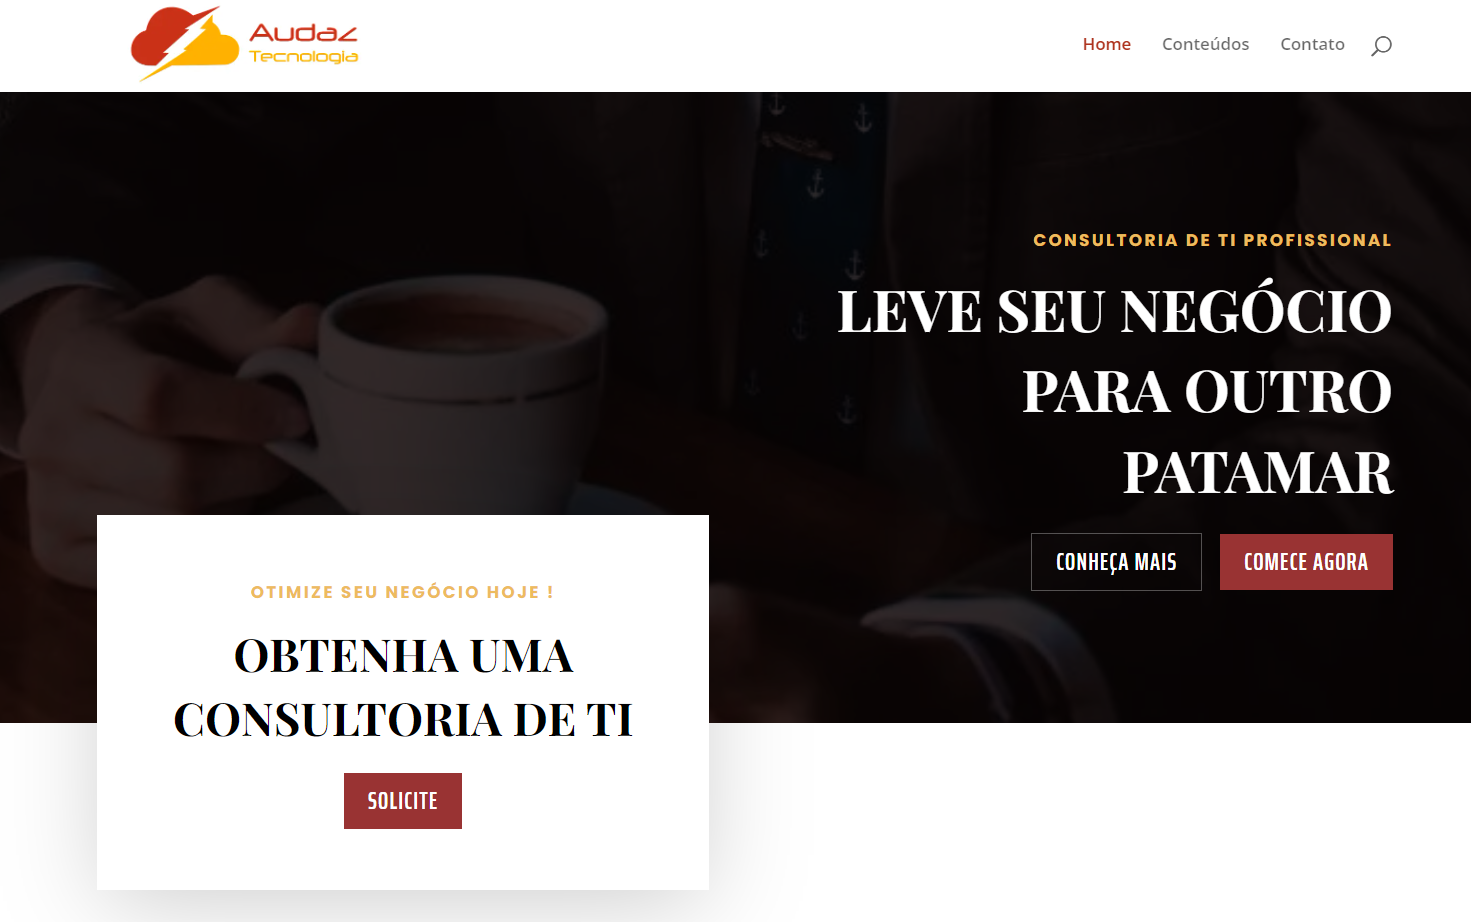 Audaz
Tecnologia
Home Conteúdos Contato
CONSULTORIA DE TI PROFISSIONAL
LEVE SEU NEGÓCIO
PARA OUTRO
PATAMAR
CONHEÇA MAIS COMECE AGORA
OTIMIZE SEU NEGÓCIO HOJE !
OBTENHA UMA
CONSULTORIA DE TI
SOLICITE